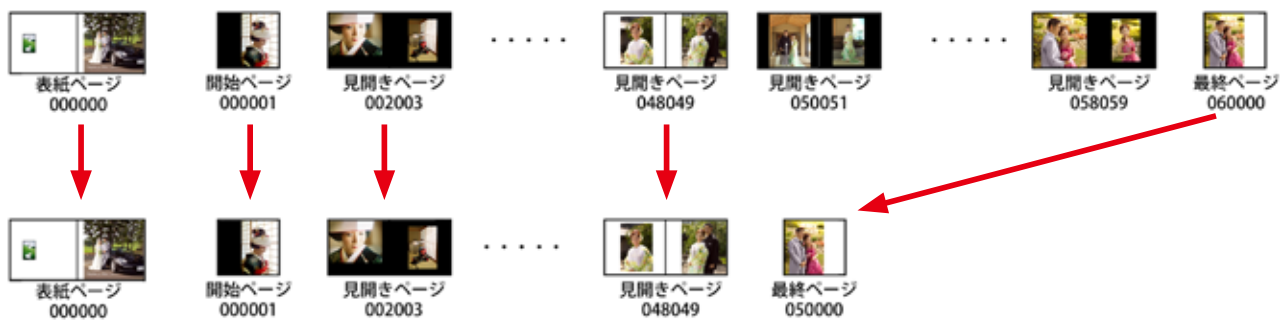 表紙ページ
000000
開始ページ
000001
見開きページ
002003
・・・・・
見開きページ
048049
見開きページ
050051
・・・・・
見開きページ
058059
最終ページ
060000
表紙ページ
000000
開始ページ
000001
見開きページ
002003
・・・・・
見開きページ
048049
最終ページ
050000